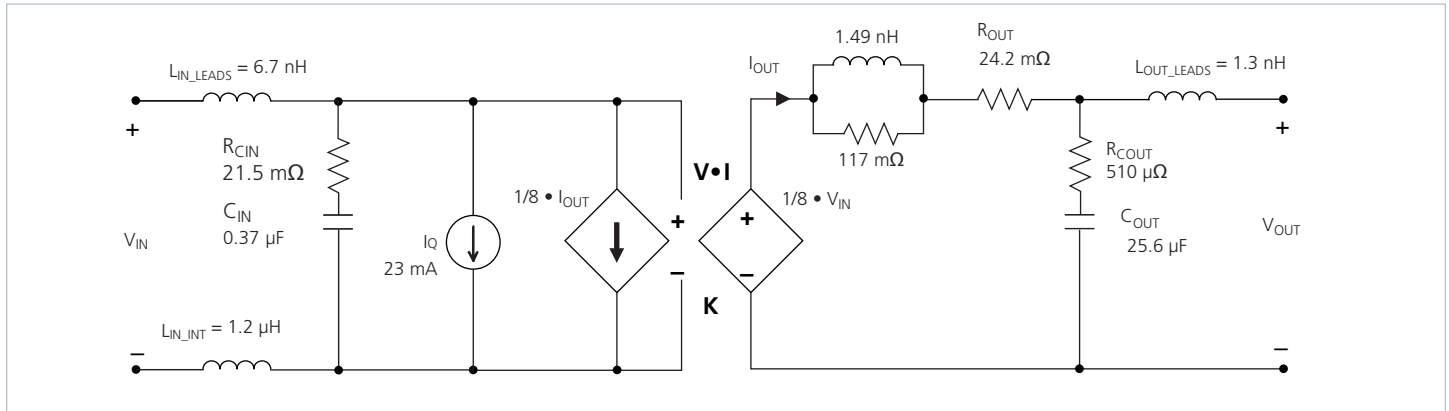 L_IN_LEADS = 6.7 nH
+
R_CIN
21.5 mΩ
C_IN
0.37 µF
V_IN
I_Q
23 mA
1/8 • I_OUT
L_IN_INT = 1.2 µH
–
+
–
V•I
K
+
–
1/8 • V_IN
I_OUT
1.49 nH
117 mΩ
R_OUT
24.2 mΩ
L_OUT_LEADS = 1.3 nH
+
R_COUT
510 µΩ
C_OUT
25.6 µF
V_OUT
–